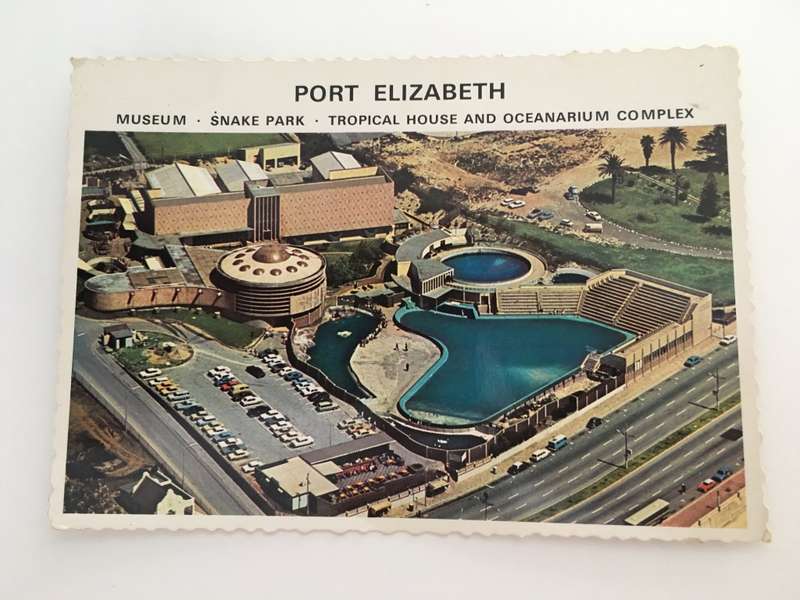 PORT ELIZABETH
MUSEUM · SNAKE PARK · TROPICAL HOUSE AND OCEANARIUM COMPLEX